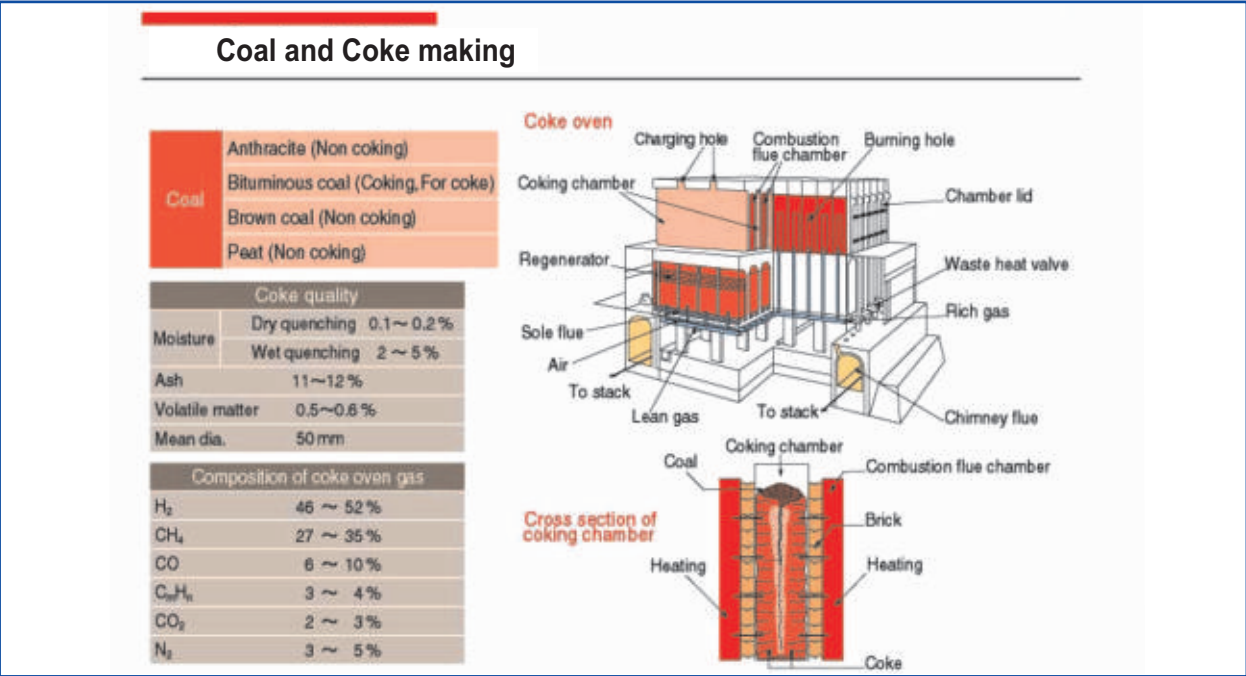 Coal and Coke making
Coal
Anthracite (Non coking)
Bituminous coal (Coking, For coke)
Brown coal (Non coking)
Peat (Non coking)
Coke quality
Moisture
Dry quenching 0.1～0.2%
Wet quenching 2～5%
Ash 11～12%
Volatile matter 0.5～0.6%
Mean dia. 50mm
Composition of coke oven gas
H₂ 46 ～ 52%
CH₄ 27 ～ 35%
CO 6 ～ 10%
CₘHₙ 3 ～ 4%
CO₂ 2 ～ 3%
N₂ 3 ～ 5%
Coke oven
Charging hole
Combustion
flue chamber
Burning hole
Coking chamber
Chamber lid
Regenerator
Waste heat valve
Rich gas
Sole flue
Air
To stack
Lean gas
To stack
Chimney flue
Coking chamber
Coal
Combustion flue chamber
Cross section of
coking chamber
Brick
Heating
Heating
Coke